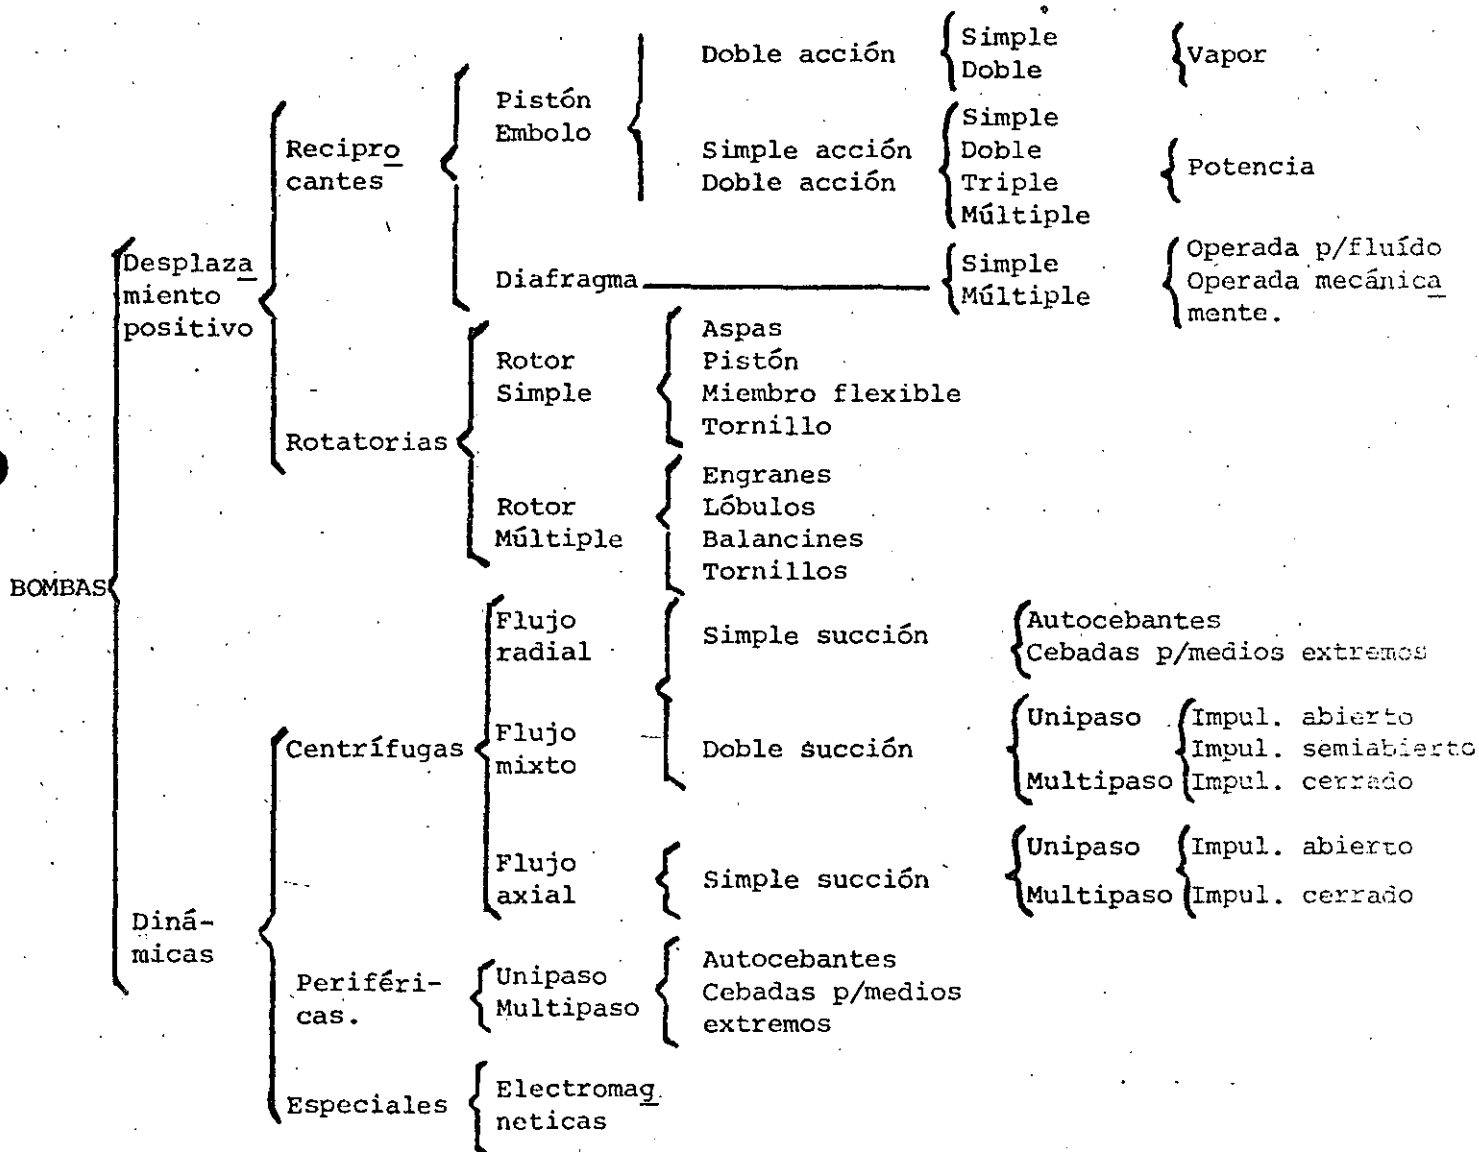 Doble acción
Simple
Doble
Vapor
Pistón
Embolo
Recipro
cantes
Simple acción
Doble acción
Simple
Doble
Triple
Múltiple
Potencia
Desplaza
miento
positivo
Diafragma
Simple
Múltiple
Operada p/fluído
Operada mecánica
mente.
Rotatorias
Rotor
Simple
Aspas
Pistón
Miembro flexible
Tornillo
Rotor
Múltiple
Engranes
Lóbulos
Balancines
Tornillos
BOMBAS
Diná-
micas
Centrífugas
Flujo
radial
Flujo
mixto
Simple succión
Autocebantes
Cebadas p/medios extremos
Doble succión
Unipaso
Multipaso
Impul. abierto
Impul. semiabierto
Impul. cerrado
Flujo
axial
Simple succión
Unipaso
Multipaso
Impul. abierto
Impul. cerrado
Periféri-
cas.
Unipaso
Multipaso
Autocebantes
Cebadas p/medios
extremos
Especiales
Electromag
neticas